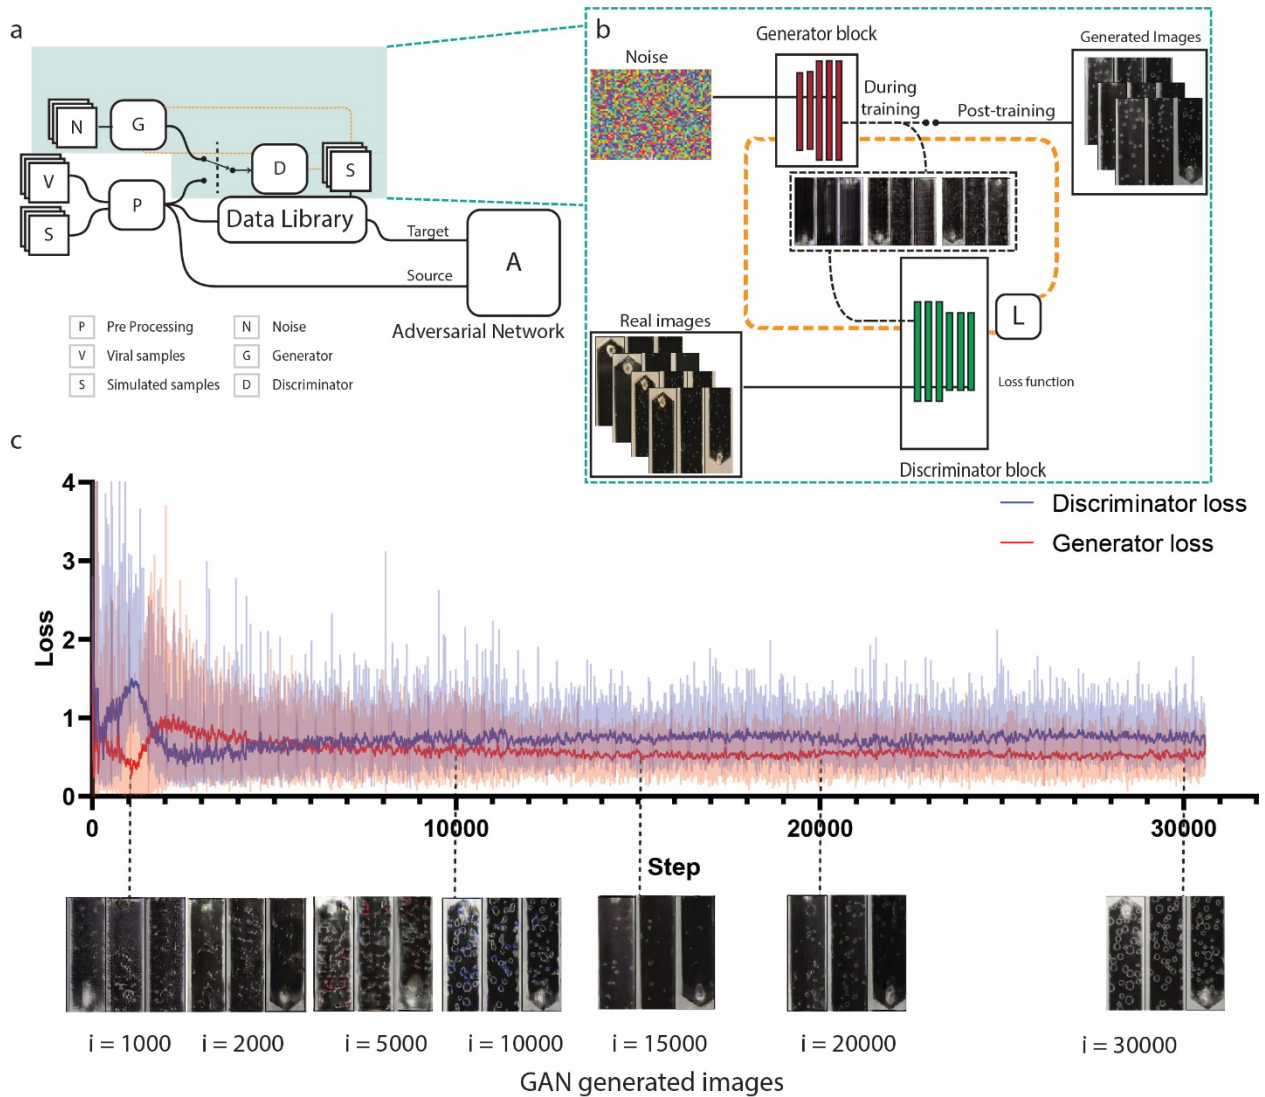 a
N
G
V
S
P
D
S
Data Library
Target
Source
A
Adversarial Network
P Pre Processing
N Noise
V Viral samples
G Generator
S Simulated samples
D Discriminator
b
Noise
Generator block
During
training
Post-training
Generated Images
Real images
L
Loss function
Discriminator block
c
Discriminator loss
Generator loss
Loss
4
3
2
1
0
0 10000 20000 30000
Step
i = 1000 i = 2000 i = 5000 i = 10000 i = 15000 i = 20000 i = 30000
GAN generated images